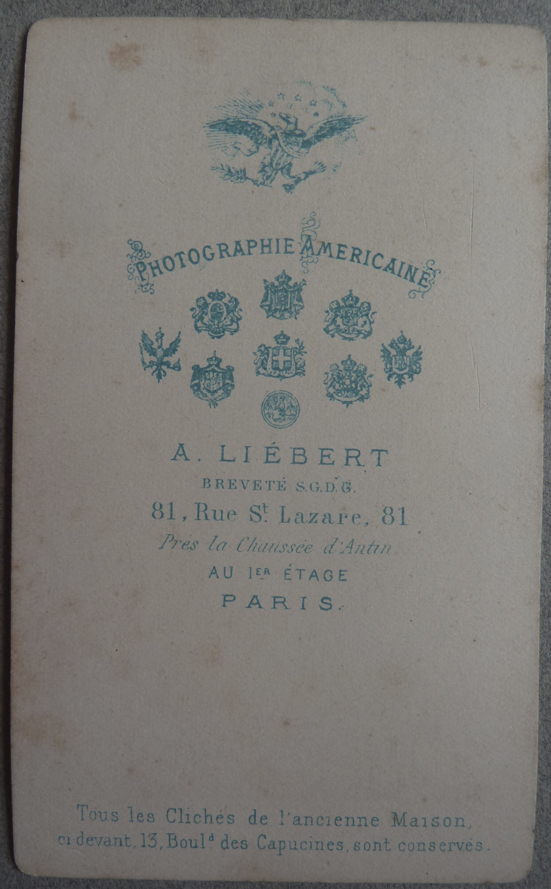 PHOTOGRAPHIE AMERICAINE
A. LIÉBERT
BREVETÉ S.G.D.G.
81, Rue St. Lazare, 81
Pres la Chaussée d'Antin
AU 1ER ÉTAGE
PARIS.
Tous les Clichés de l'ancienne Maison,
ci devant, 13, Bould des Capucines, sont conservés.